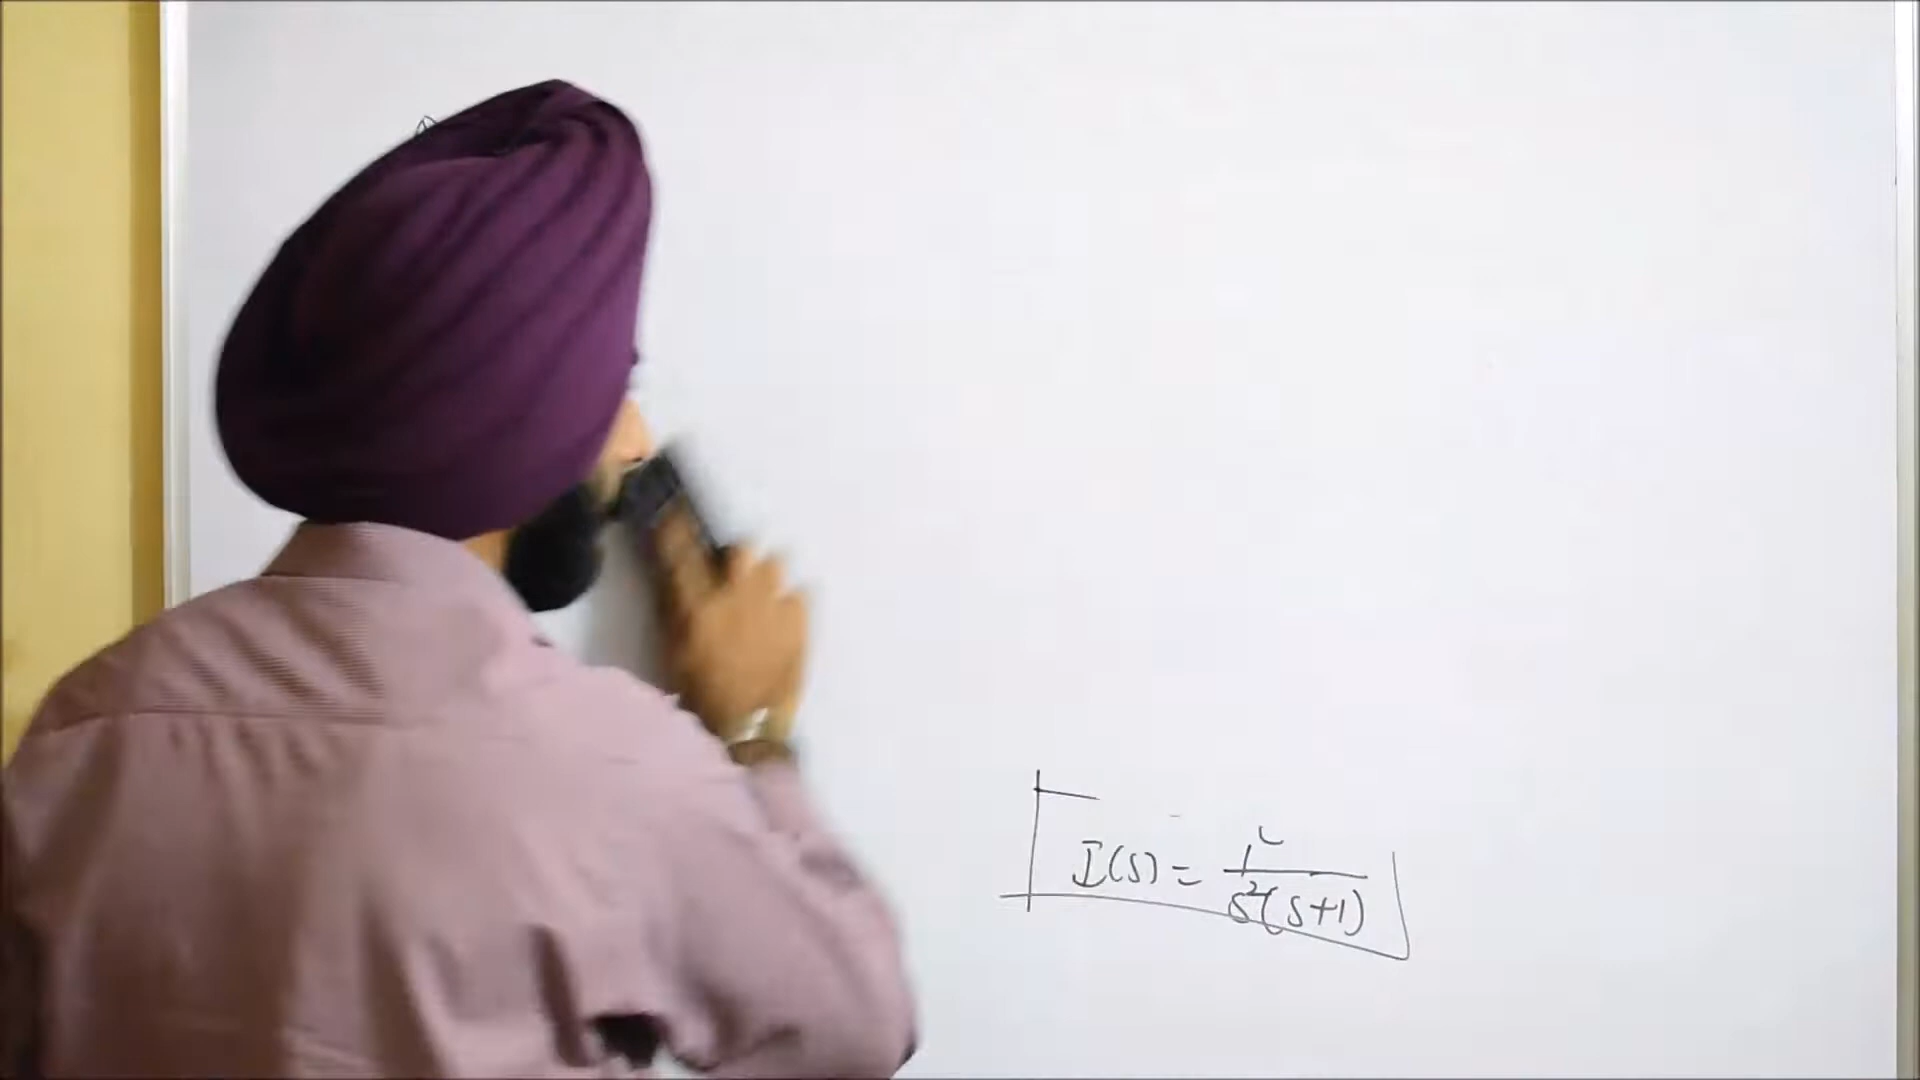 I(s) = 1 / s²(s+1)